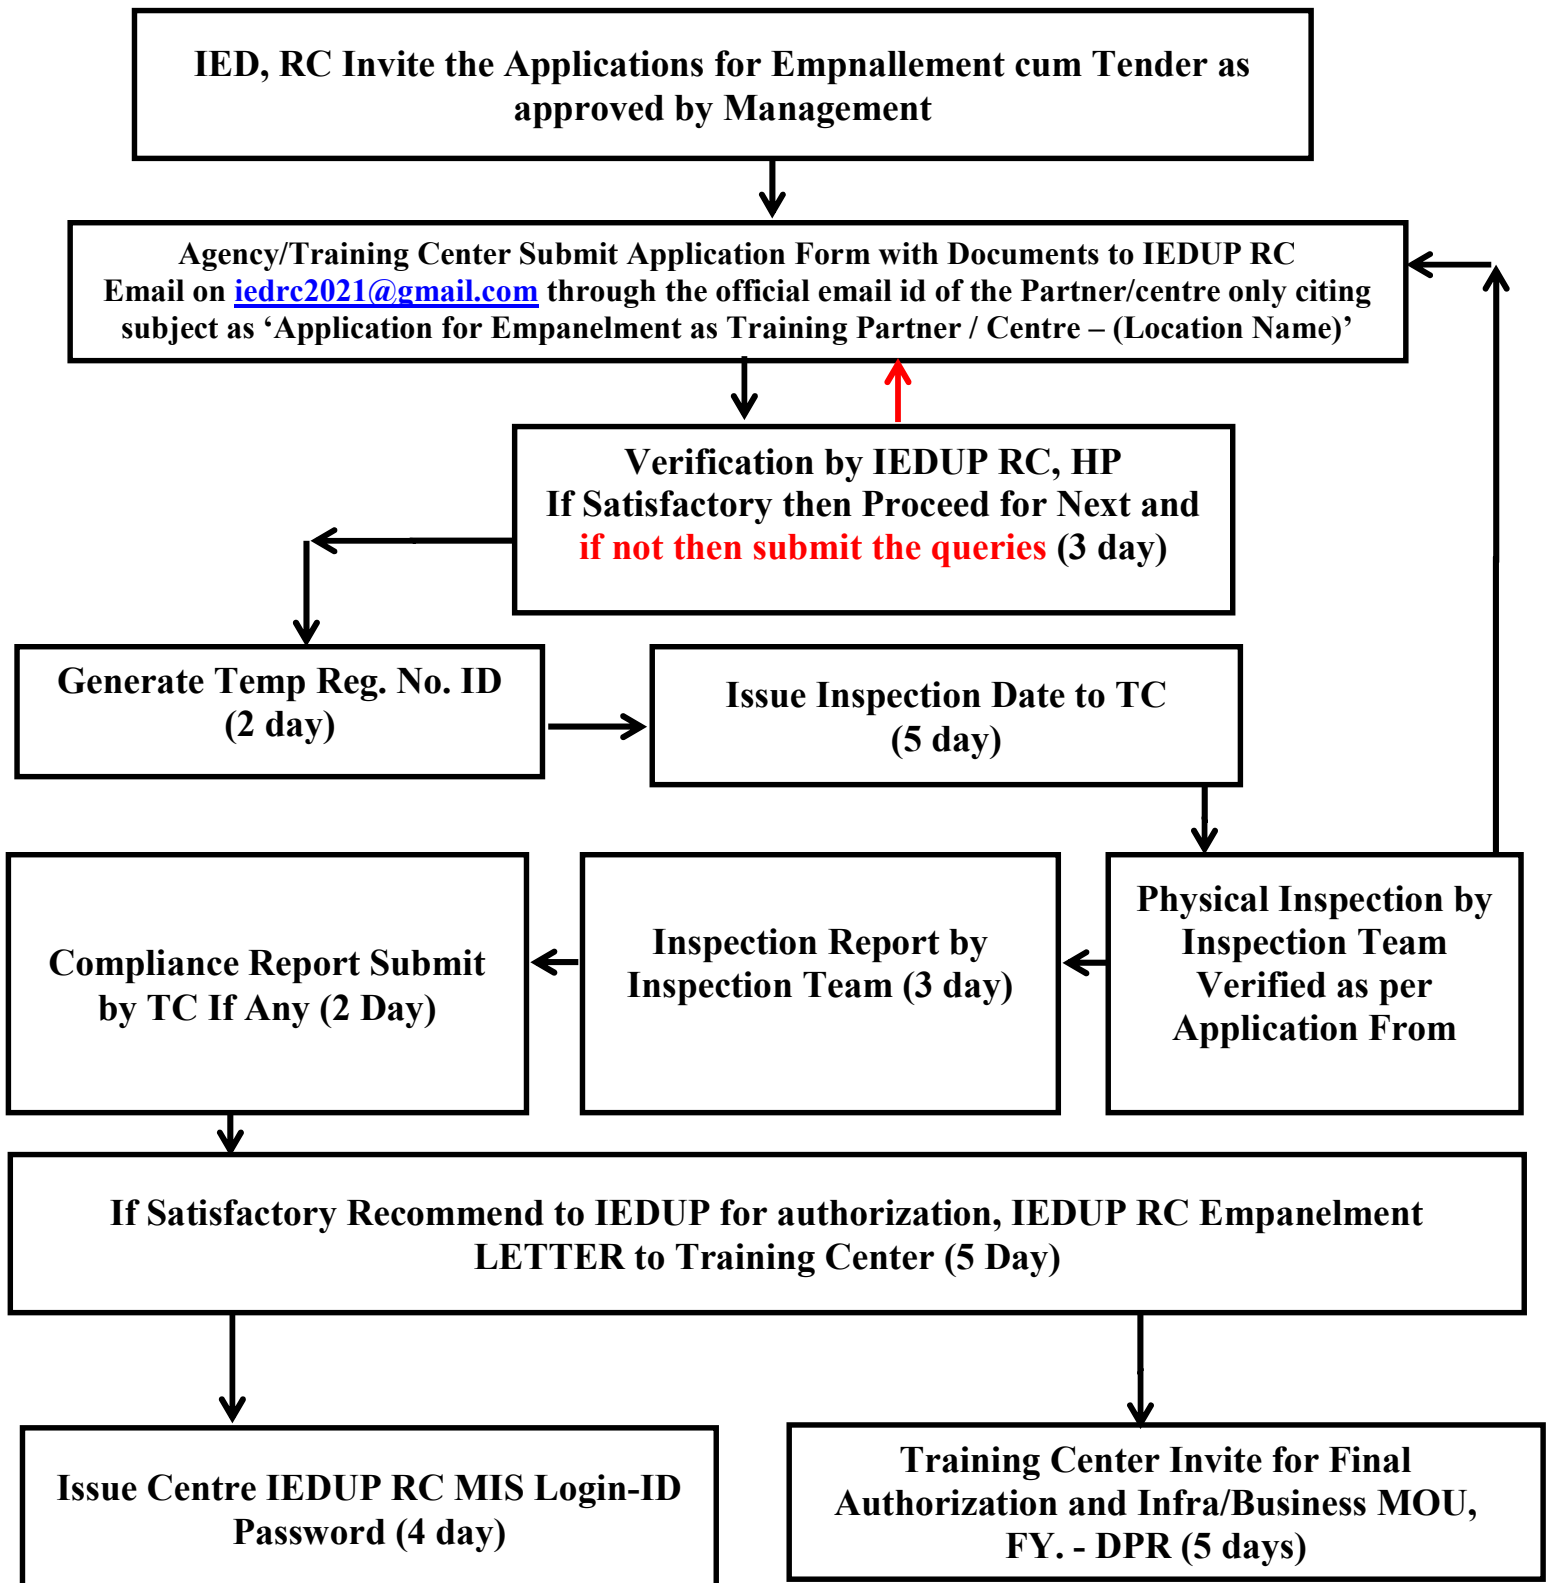 IED, RC Invite the Applications for Empnallement cum Tender as
approved by Management
Agency/Training Center Submit Application Form with Documents to IEDUP RC
Email on iedrc2021@gmail.com through the official email id of the Partner/centre only citing
subject as ‘Application for Empanelment as Training Partner / Centre – (Location Name)’
Verification by IEDUP RC, HP
If Satisfactory then Proceed for Next and
if not then submit the queries (3 day)
Generate Temp Reg. No. ID
(2 day)
Issue Inspection Date to TC
(5 day)
Compliance Report Submit
by TC If Any (2 Day)
Inspection Report by
Inspection Team (3 day)
Physical Inspection by
Inspection Team
Verified as per
Application From
If Satisfactory Recommend to IEDUP for authorization, IEDUP RC Empanelment
LETTER to Training Center (5 Day)
Issue Centre IEDUP RC MIS Login-ID
Password (4 day)
Training Center Invite for Final
Authorization and Infra/Business MOU,
FY. - DPR (5 days)